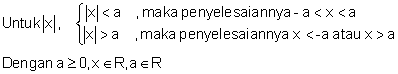 Untuk|x|, { |x| < a , maka penyelesaiannya - a < x < a
|x| > a , maka penyelesaiannya x < -a atau x > a
Dengan a ≥ 0, x ∈ R, a ∈ R